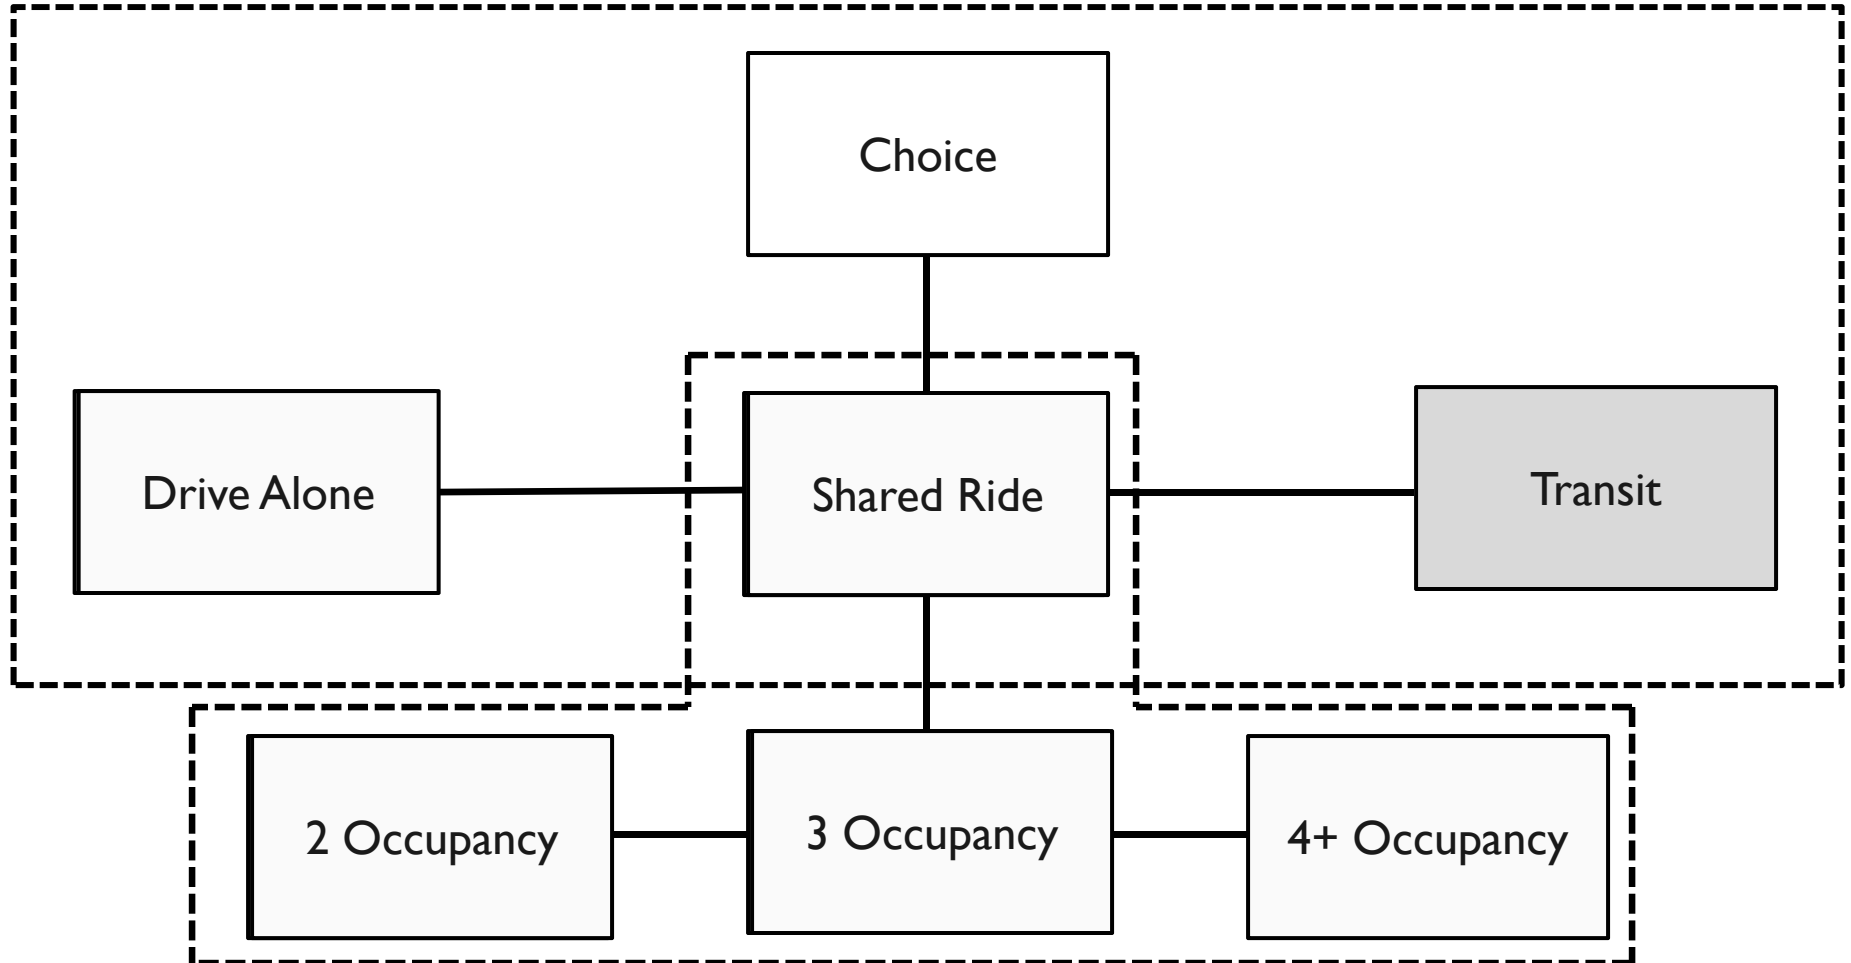 Choice
Drive Alone
Shared Ride
Transit
2 Occupancy
3 Occupancy
4+ Occupancy